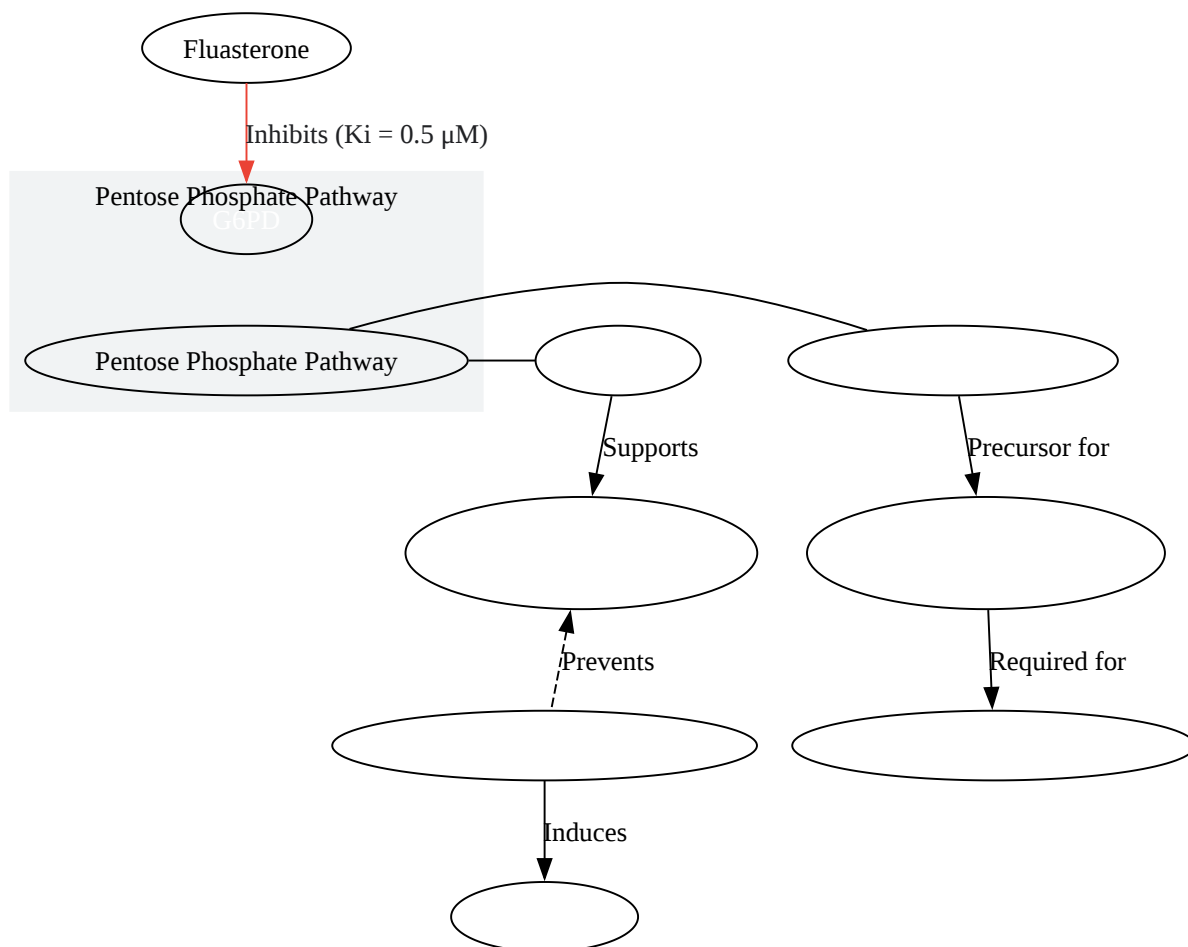 Fluasterone
Inhibits (Ki = 0.5 μM)
Pentose Phosphate Pathway
G6PD
Pentose Phosphate Pathway
Supports
Precursor for
Prevents
Required for
Induces